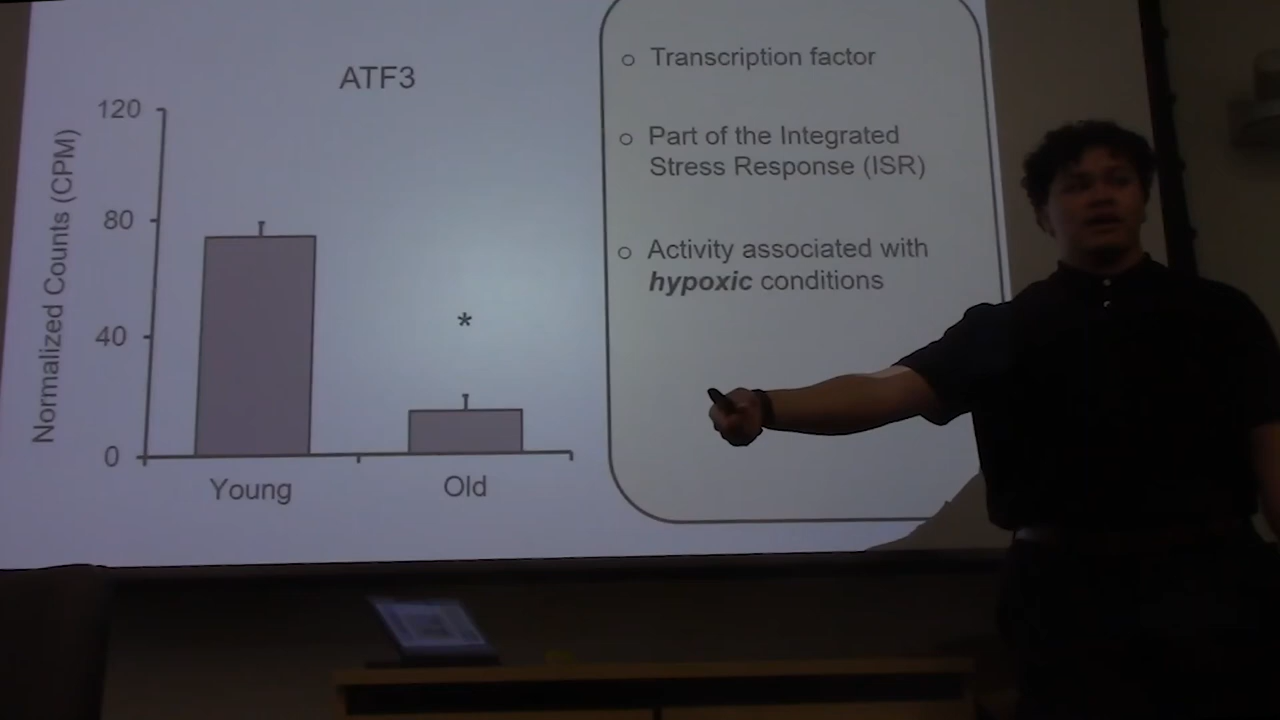 ATF3
120
80
40
0
Normalized Counts (CPM)
*
Young
Old
○ Transcription factor
○ Part of the Integrated
Stress Response (ISR)
○ Activity associated with
hypoxic conditions